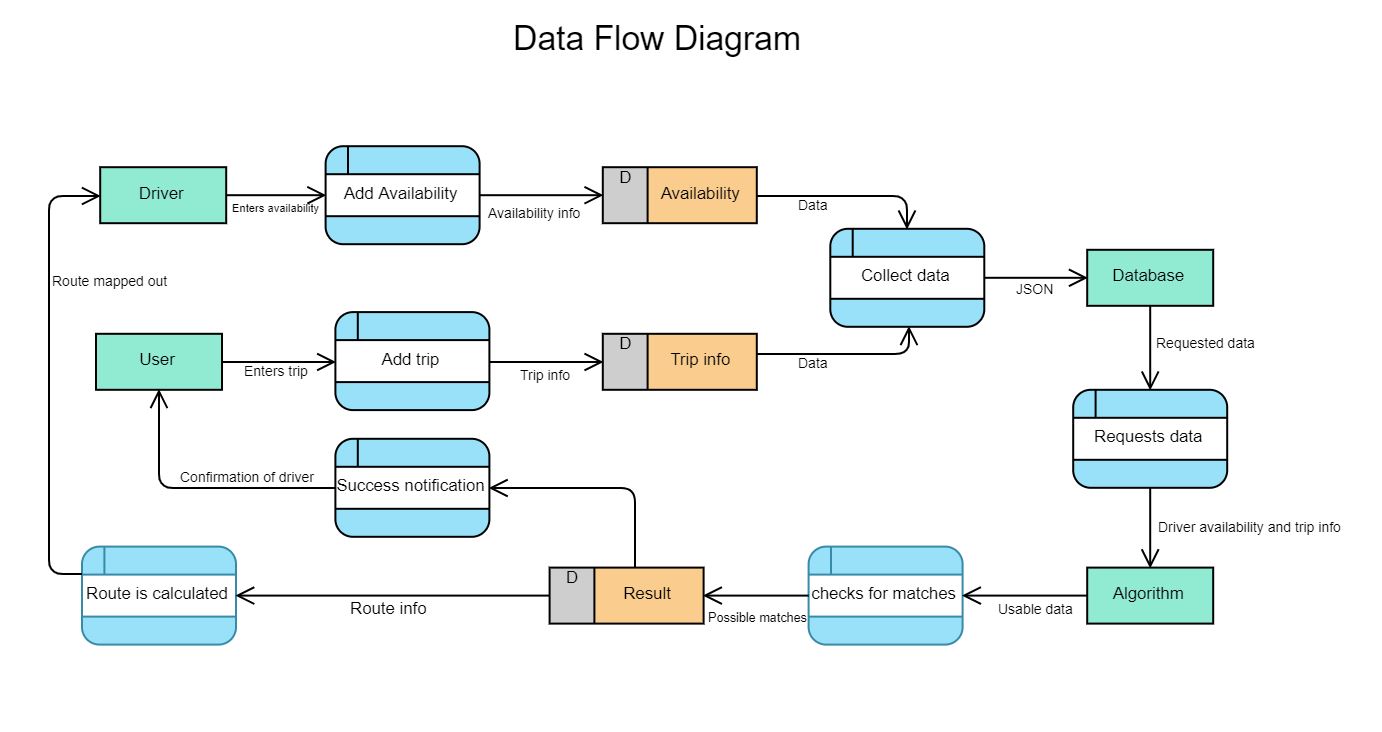 Data Flow Diagram
Driver
Enters availability
Add Availability
Availability info
D
Availability
Data
Collect data
JSON
Database
Route mapped out
User
Enters trip
Add trip
Trip info
D
Trip info
Data
Requested data
Requests data
Confirmation of driver
Success notification
Driver availability and trip info
Route is calculated
Route info
D
Result
Possible matches
checks for matches
Usable data
Algorithm